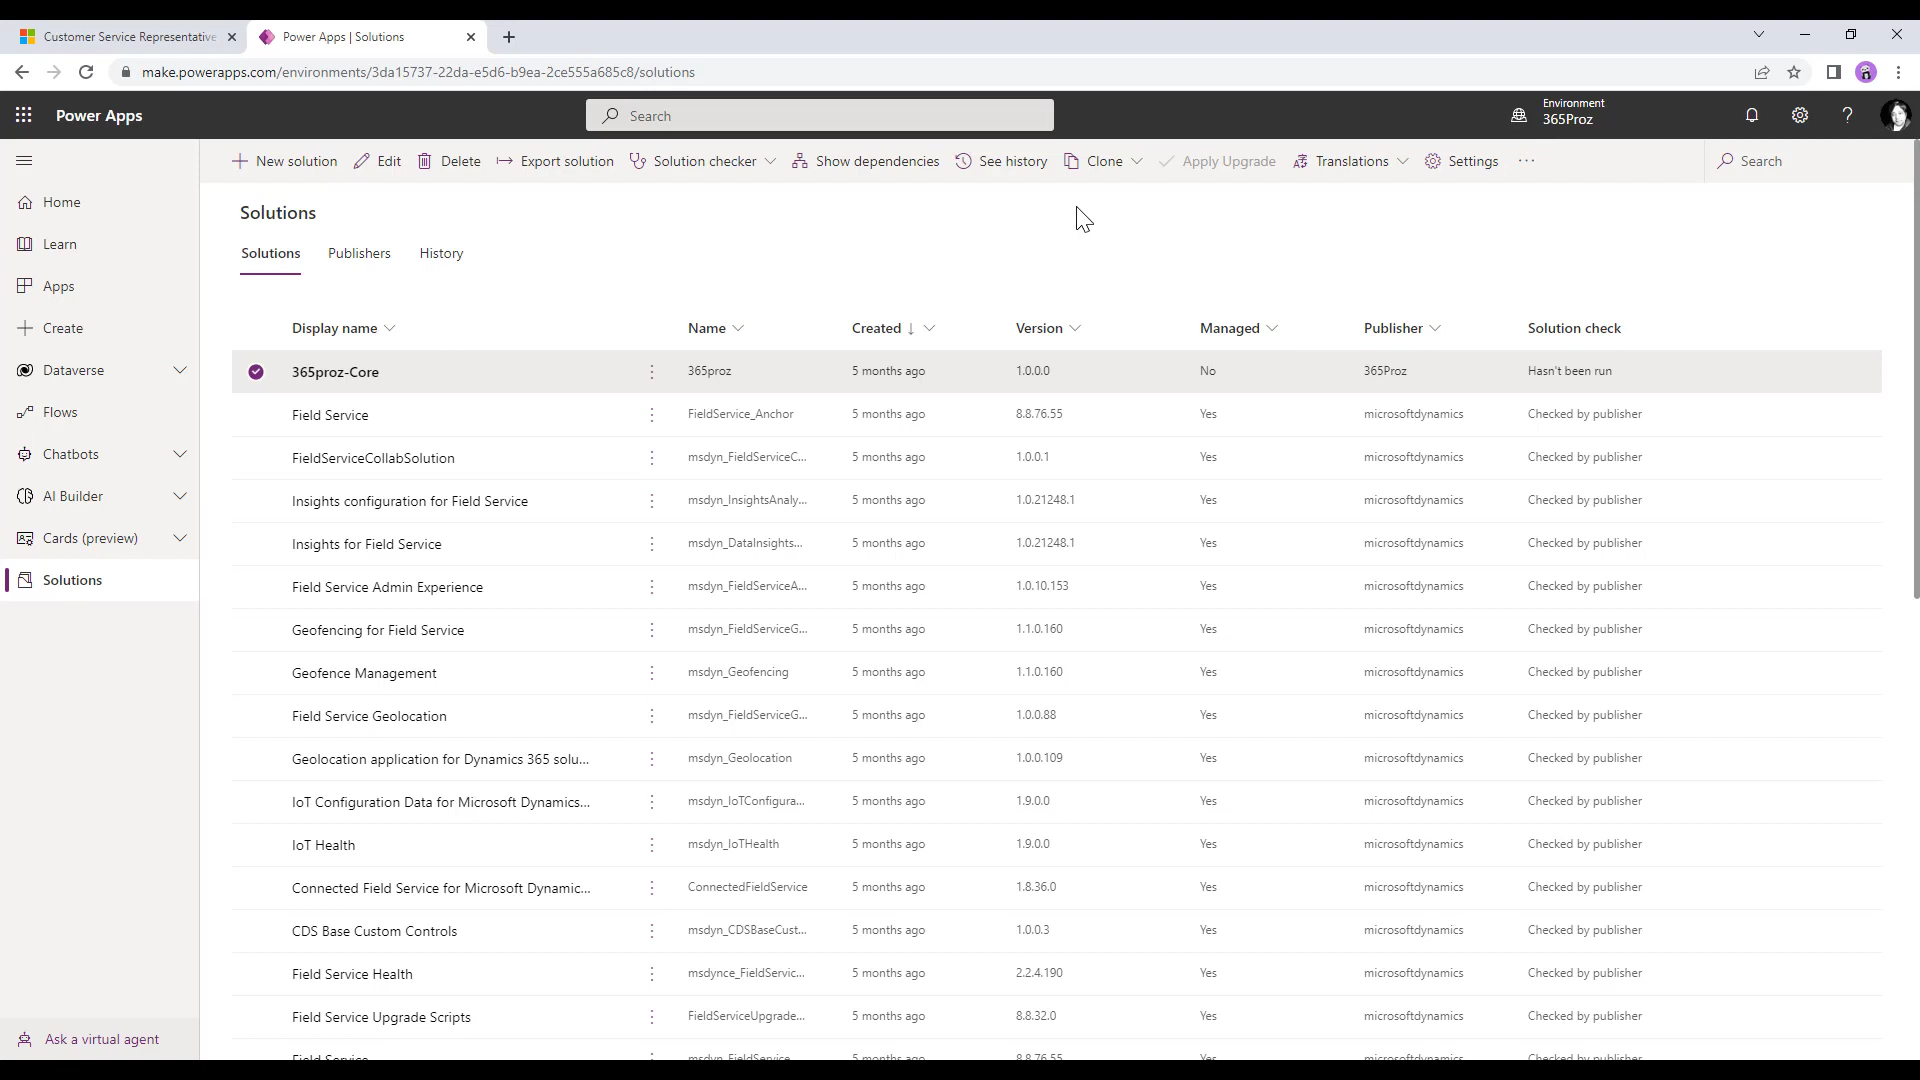 Customer Service Representative
Power Apps | Solutions
make.powerapps.com/environments/3da15737-22da-e5d6-b9ea-2ce555a685c8/solutions
Power Apps
Search
Environment
365Proz
New solution
Edit
Delete
Export solution
Solution checker
Show dependencies
See history
Clone
Apply Upgrade
Translations
Settings
Search
Home
Learn
Apps
Create
Dataverse
Flows
Chatbots
AI Builder
Cards (preview)
Solutions
Ask a virtual agent
Solutions
Solutions Publishers History
Display name Name Created ↓ Version Managed Publisher Solution check
365proz-Core 365proz 5 months ago 1.0.0.0 No 365Proz Hasn't been run
Field Service FieldService_Anchor 5 months ago 8.8.76.55 Yes microsoftdynamics Checked by publisher
FieldServiceCollabSolution msdyn_FieldServiceC... 5 months ago 1.0.0.1 Yes microsoftdynamics Checked by publisher
Insights configuration for Field Service msdyn_InsightsAnaly... 5 months ago 1.0.21248.1 Yes microsoftdynamics Checked by publisher
Insights for Field Service msdyn_DataInsights... 5 months ago 1.0.21248.1 Yes microsoftdynamics Checked by publisher
Field Service Admin Experience msdyn_FieldServiceA... 5 months ago 1.0.10.153 Yes microsoftdynamics Checked by publisher
Geofencing for Field Service msdyn_FieldServiceG... 5 months ago 1.1.0.160 Yes microsoftdynamics Checked by publisher
Geofence Management msdyn_Geofencing 5 months ago 1.1.0.160 Yes microsoftdynamics Checked by publisher
Field Service Geolocation msdyn_FieldServiceG... 5 months ago 1.0.0.88 Yes microsoftdynamics Checked by publisher
Geolocation application for Dynamics 365 solu... msdyn_Geolocation 5 months ago 1.0.0.109 Yes microsoftdynamics Checked by publisher
IoT Configuration Data for Microsoft Dynamics... msdyn_IoTConfigura... 5 months ago 1.9.0.0 Yes microsoftdynamics Checked by publisher
IoT Health msdyn_IoTHealth 5 months ago 1.9.0.0 Yes microsoftdynamics Checked by publisher
Connected Field Service for Microsoft Dynamic... ConnectedFieldService 5 months ago 1.8.36.0 Yes microsoftdynamics Checked by publisher
CDS Base Custom Controls msdyn_CDSBaseCust... 5 months ago 1.0.0.3 Yes microsoftdynamics Checked by publisher
Field Service Health msdynce_FieldServic... 5 months ago 2.2.4.190 Yes microsoftdynamics Checked by publisher
Field Service Upgrade Scripts FieldServiceUpgrade... 5 months ago 8.8.32.0 Yes microsoftdynamics Checked by publisher
Field Service msdyn_FieldService 5 months ago 8.8.76.55 Yes microsoftdynamics Checked by publisher